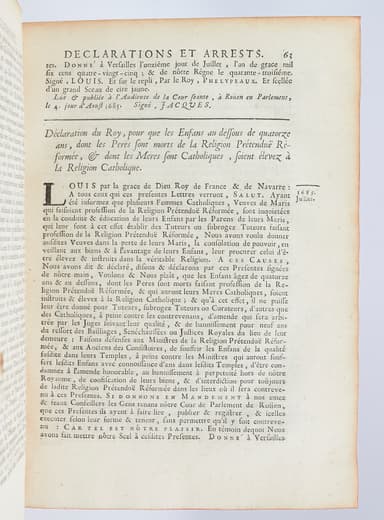 DECLARATIONS ET ARRESTS. 63
tes. DONNE' à Versailles l'onzième jour de Juillet, l'an de grace mil
six cens quatre-vingt-cinq ; & de nôtre Régne le quarante-troisiéme.
Signé, LOUIS. Et sur le repli, Par le Roy, PHELYPEAUX. Et scellée
d'un grand Sceau de cire jaune.
Lûë & publiée à l'Audience de la Cour seante, à Roüen en Parlement,
le 4. jour d'Aoust 1685. Signé, JACQUES.
Déclaration du Roy, pour que les Enfans au dessous de quatorze
ans, dont les Peres sont morts de la Religion Prétenduë Ré-
formée, & dont les Meres sont Catholiques, soient élevez à
la Religion Catholique.
LOUIS par la grace de Dieu Roy de France & de Navarre :
A tous ceux qui ces presentes Lettres verront, SALUT. Ayant
été informez que plusieurs Femmes Catholiques, Veuves de Maris
qui faisoient profession de la Religion Prétenduë Réformée, sont inquietées
en la conduite & éducation de leurs Enfans par les Parens de leurs Maris,
qui leur font à cet effet établir des Tuteurs ou subrogez Tuteurs faisant
profession de la Religion Prétenduë Réformée, Nous avons voulu donner
ausdites Veuves dans la perte de leurs Maris, la consolation de pouvoir, en
veillant aux biens & à l'avantage de leurs Enfans, leur procurer celui d'ê-
tre élevez & instruits dans la véritable Religion. A CES CAUSES,
Nous avons dit & déclaré, disons & déclarons par ces Presentes signées
de nôtre main, Voulons & Nous plaît, que les Enfans âgez de quatorze
ans & au dessous, dont les Peres sont morts faisant profession de la Re-
ligion Prétenduë Réformée, & qui auront leurs Meres Catholiques, soient
instruits & élevez à la Religion Catholique ; & qu'à cet effet, il ne puisse
leur être donné pour Tuteurs, subrogez Tuteurs ou Curateurs, d'autres que
des Catholiques, à peine contre les contrevenans, d'amende qui sera arbi-
trée par les Juges suivant leur qualité, & de bannissement pour neuf ans
du ressort des Bailliages, Sénéchaussées ou Justices Royales du lieu de leur
demeure : Faisons défenses aux Ministres de la Religion Prétenduë Réfor-
mée, & aux Anciens des Consistoires, de souffrir les Enfans de la qualité
susdite dans leurs Temples, à peine contre les Ministres qui auront souf-
fert lesdits Enfans avec connoissance d'ans dans lesdits Temples, d'être con-
damnez à l'amende honorable, au bannissement à perpetuité hors de nôtre
Royaume, de confiscation de leurs biens, & d'interdiction pour toûjours
de ladite Religion Prétenduë Réformée dans les lieux où il sera contreve-
nu à ces Presentes. SI DONNONS EN MANDEMENT à nos amez
& feaux Conseillers les Gens tenans nôtre Cour de Parlement de Roüen,
que ces Presentes ils ayent à faire lire, publier & registrer, & icelles
executer selon leur forme & teneur, sans permettre qu'il y soit contreve-
nu : CAR TEL EST NÔTRE PLAISIR. En témoin dequoi Nous
avons fait mettre nôtre Scel à cesdites Presentes. DONNE' à Versailles
1685.
Juillet.